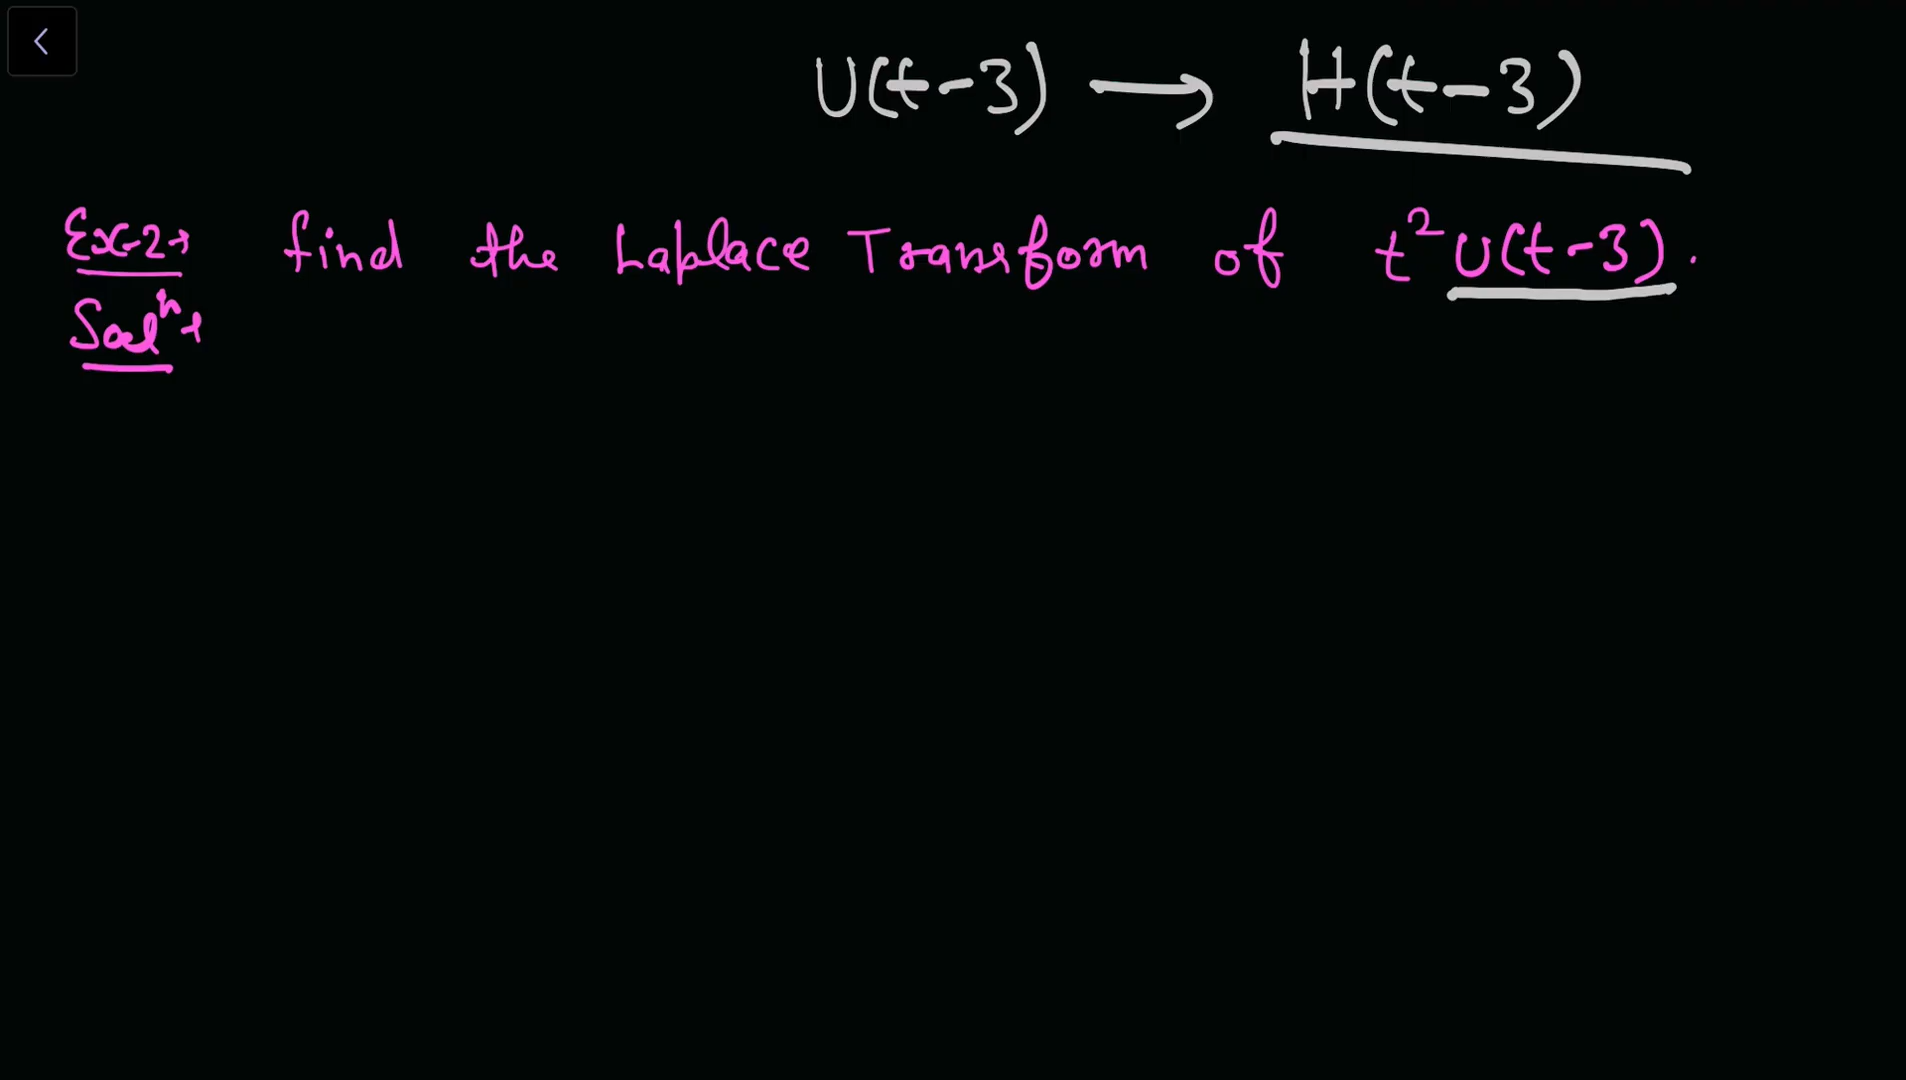 U(t-3) → H(t-3)
Ex-2→ find the Laplace Transform of t²U(t-3).
Solⁿ→